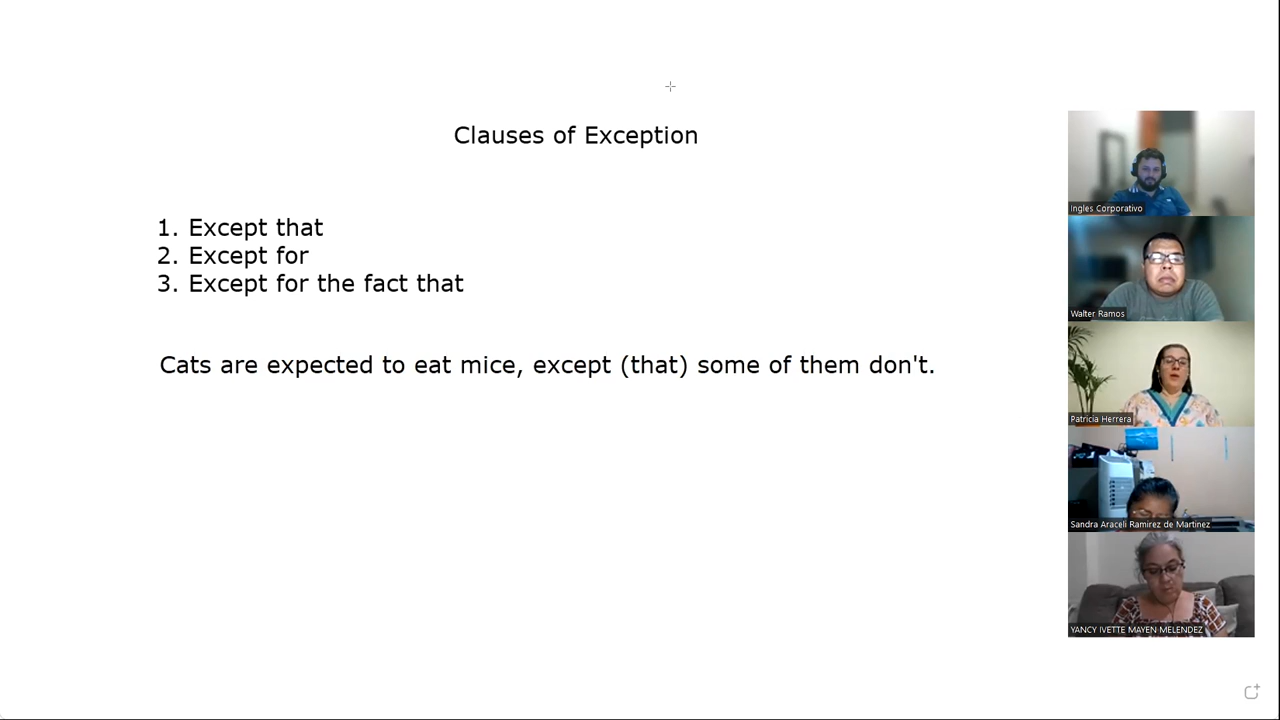 Clauses of Exception
1. Except that
2. Except for
3. Except for the fact that
Cats are expected to eat mice, except (that) some of them don't.
Ingles Corporativo
Walter Ramos
Patricia Herrera
Sandra Araceli Ramirez de Martinez
YANCY IVETTE MAYEN MELENDEZ